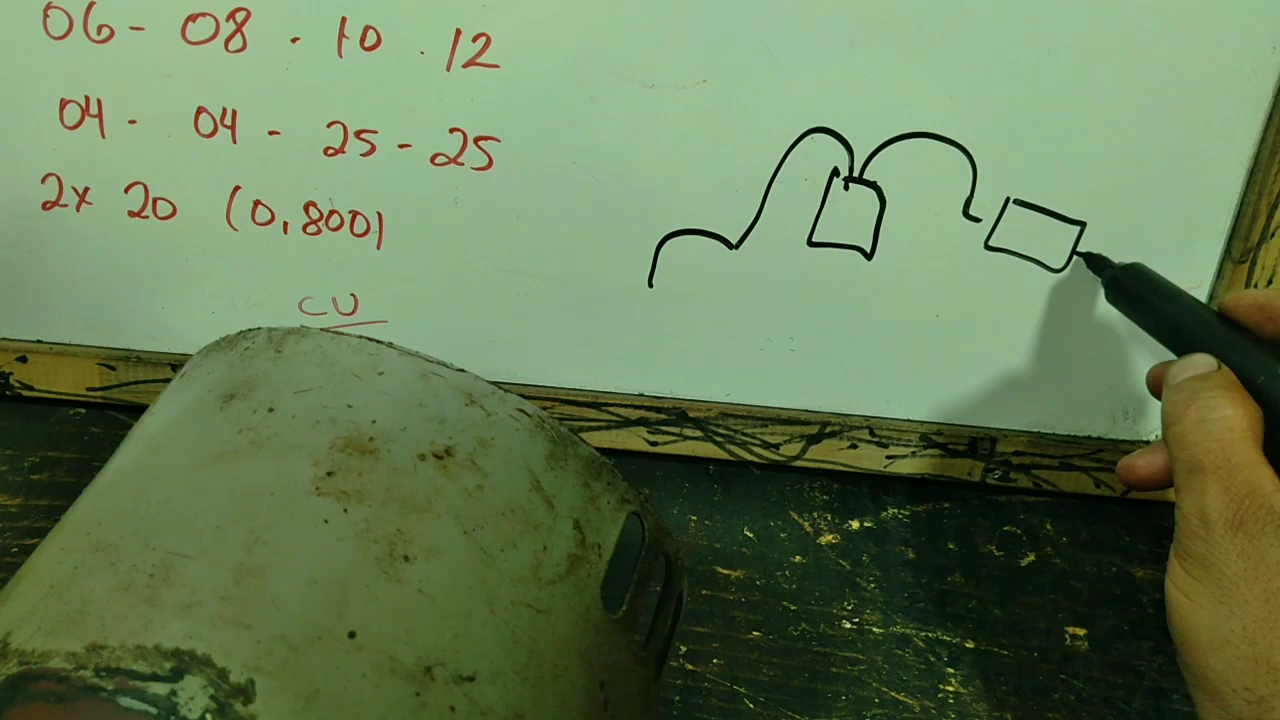 06 - 08 . 10 . 12
04 . 04 - 25 - 25
2x 20 (0,800)
CU